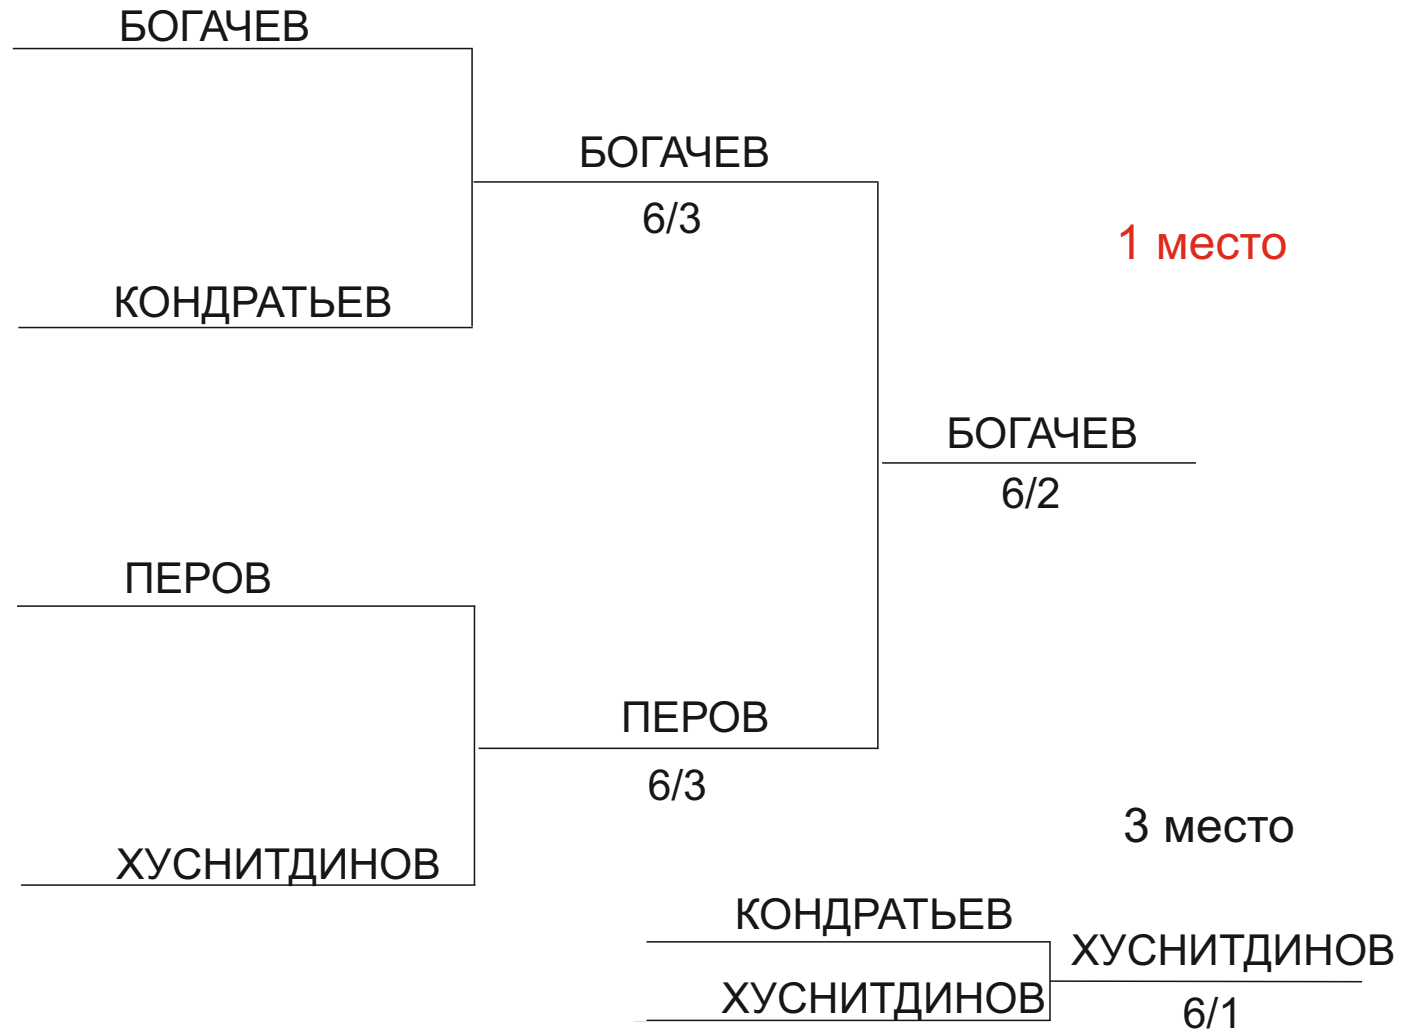 БОГАЧЕВ
БОГАЧЕВ
6/3
1 место
КОНДРАТЬЕВ
БОГАЧЕВ
6/2
ПЕРОВ
ПЕРОВ
6/3
3 место
ХУСНИТДИНОВ
КОНДРАТЬЕВ
ХУСНИТДИНОВ
ХУСНИТДИНОВ
6/1